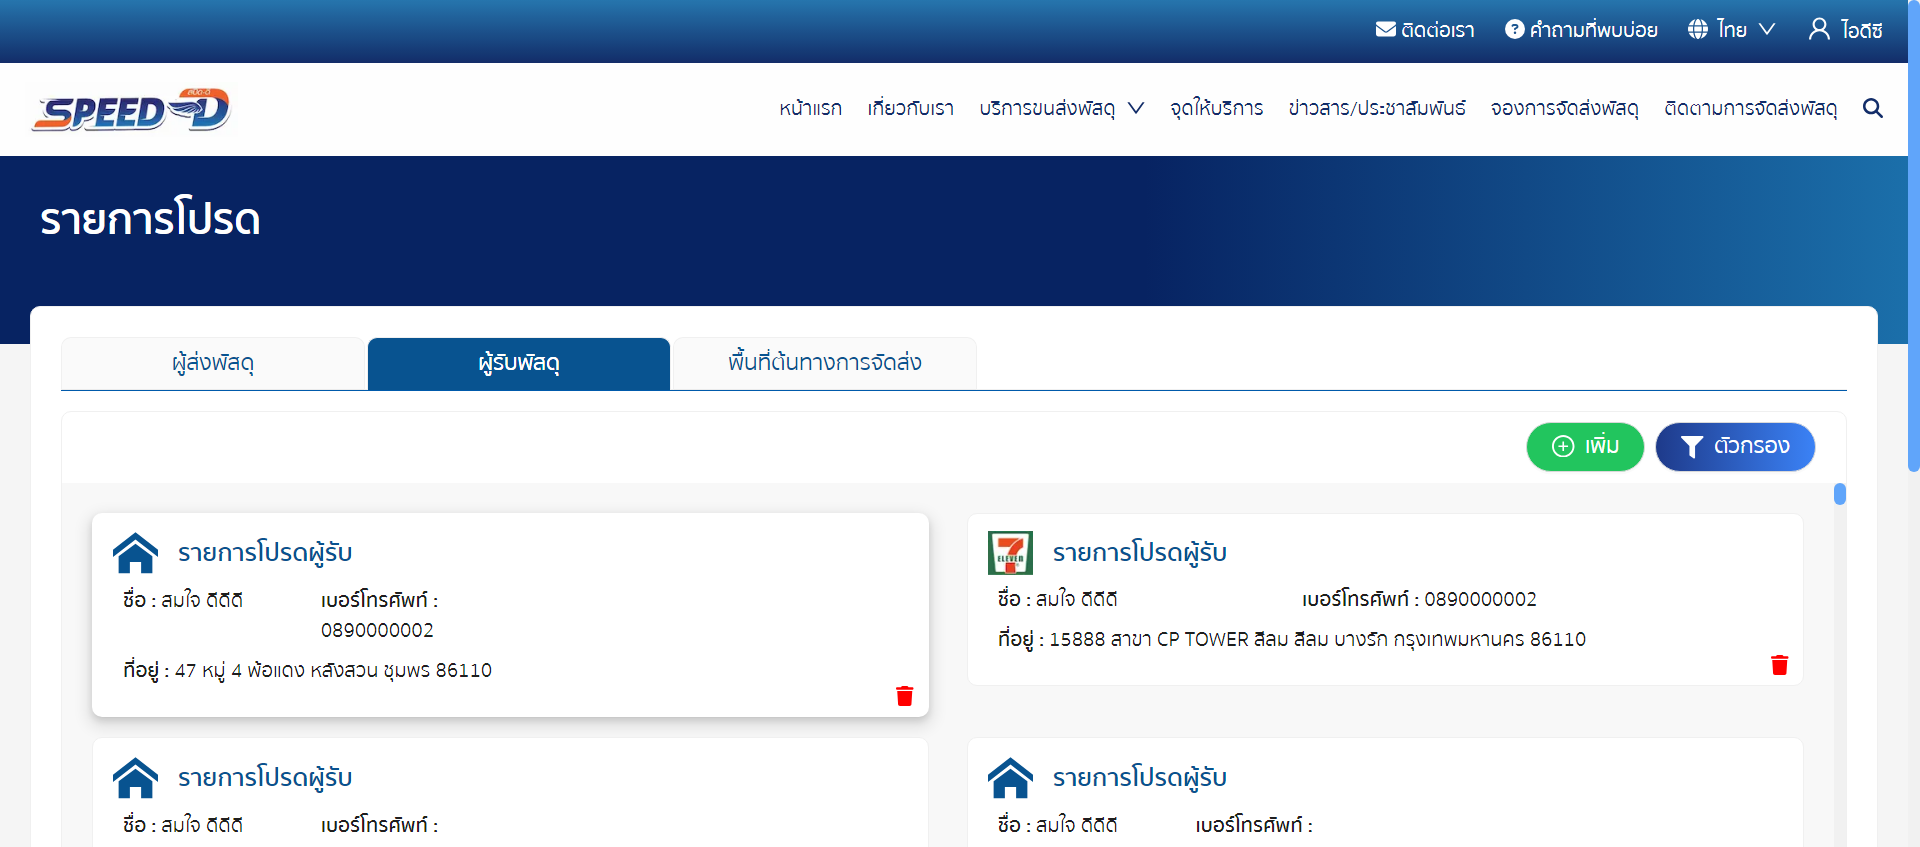 ติดต่อเรา คำถามที่พบบ่อย ไทย ไอดีซี
สปีด-ดี
SPEED-D
หน้าแรก เกี่ยวกับเรา บริการขนส่งพัสดุ จุดให้บริการ ข่าวสาร/ประชาสัมพันธ์ จองการจัดส่งพัสดุ ติดตามการจัดส่งพัสดุ
รายการโปรด
ผู้ส่งพัสดุ ผู้รับพัสดุ พื้นที่ต้นทางการจัดส่ง
เพิ่ม ตัวกรอง
รายการโปรดผู้รับ
ชื่อ : สมใจ ดีดีดี เบอร์โทรศัพท์ :
0890000002
ที่อยู่ : 47 หมู่ 4 พ้อแดง หลังสวน ชุมพร 86110
7
ELEVEN
รายการโปรดผู้รับ
ชื่อ : สมใจ ดีดีดี เบอร์โทรศัพท์ : 0890000002
ที่อยู่ : 15888 สาขา CP TOWER สีลม สีลม บางรัก กรุงเทพมหานคร 86110
รายการโปรดผู้รับ
ชื่อ : สมใจ ดีดีดี เบอร์โทรศัพท์ :
รายการโปรดผู้รับ
ชื่อ : สมใจ ดีดีดี เบอร์โทรศัพท์ :